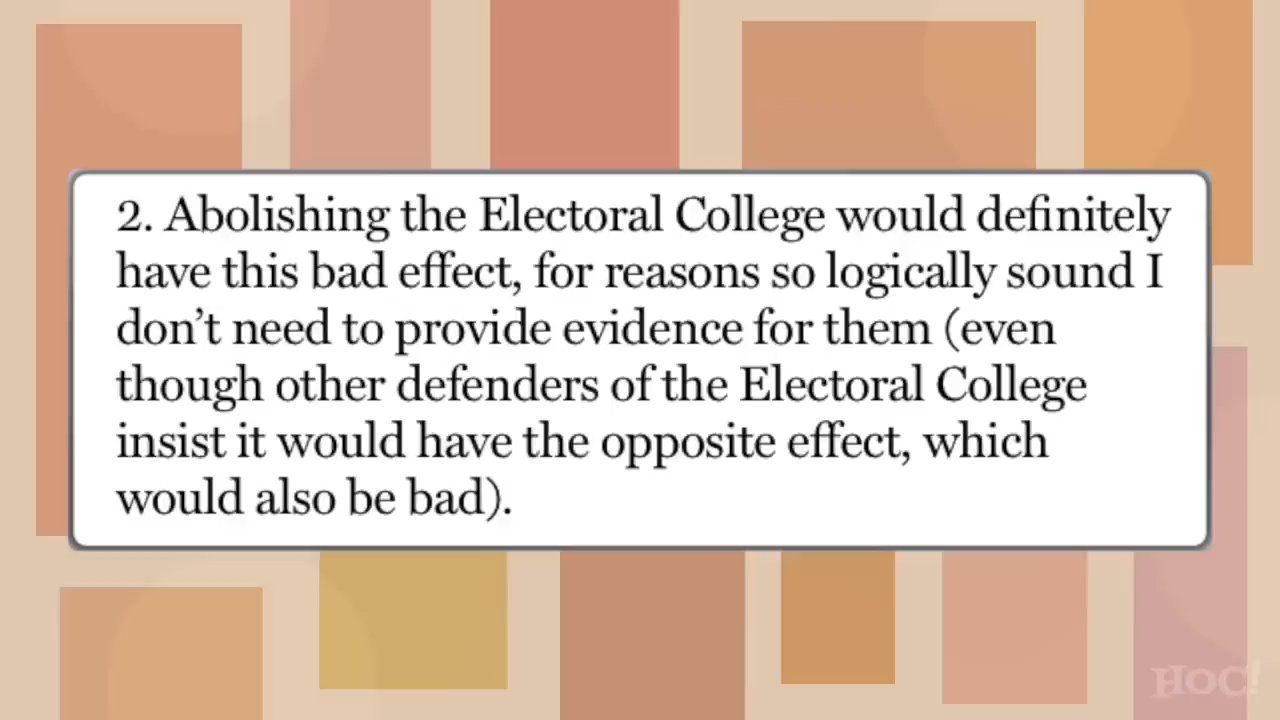 2. Abolishing the Electoral College would definitely
have this bad effect, for reasons so logically sound I
don’t need to provide evidence for them (even
though other defenders of the Electoral College
insist it would have the opposite effect, which
would also be bad).
HOC!